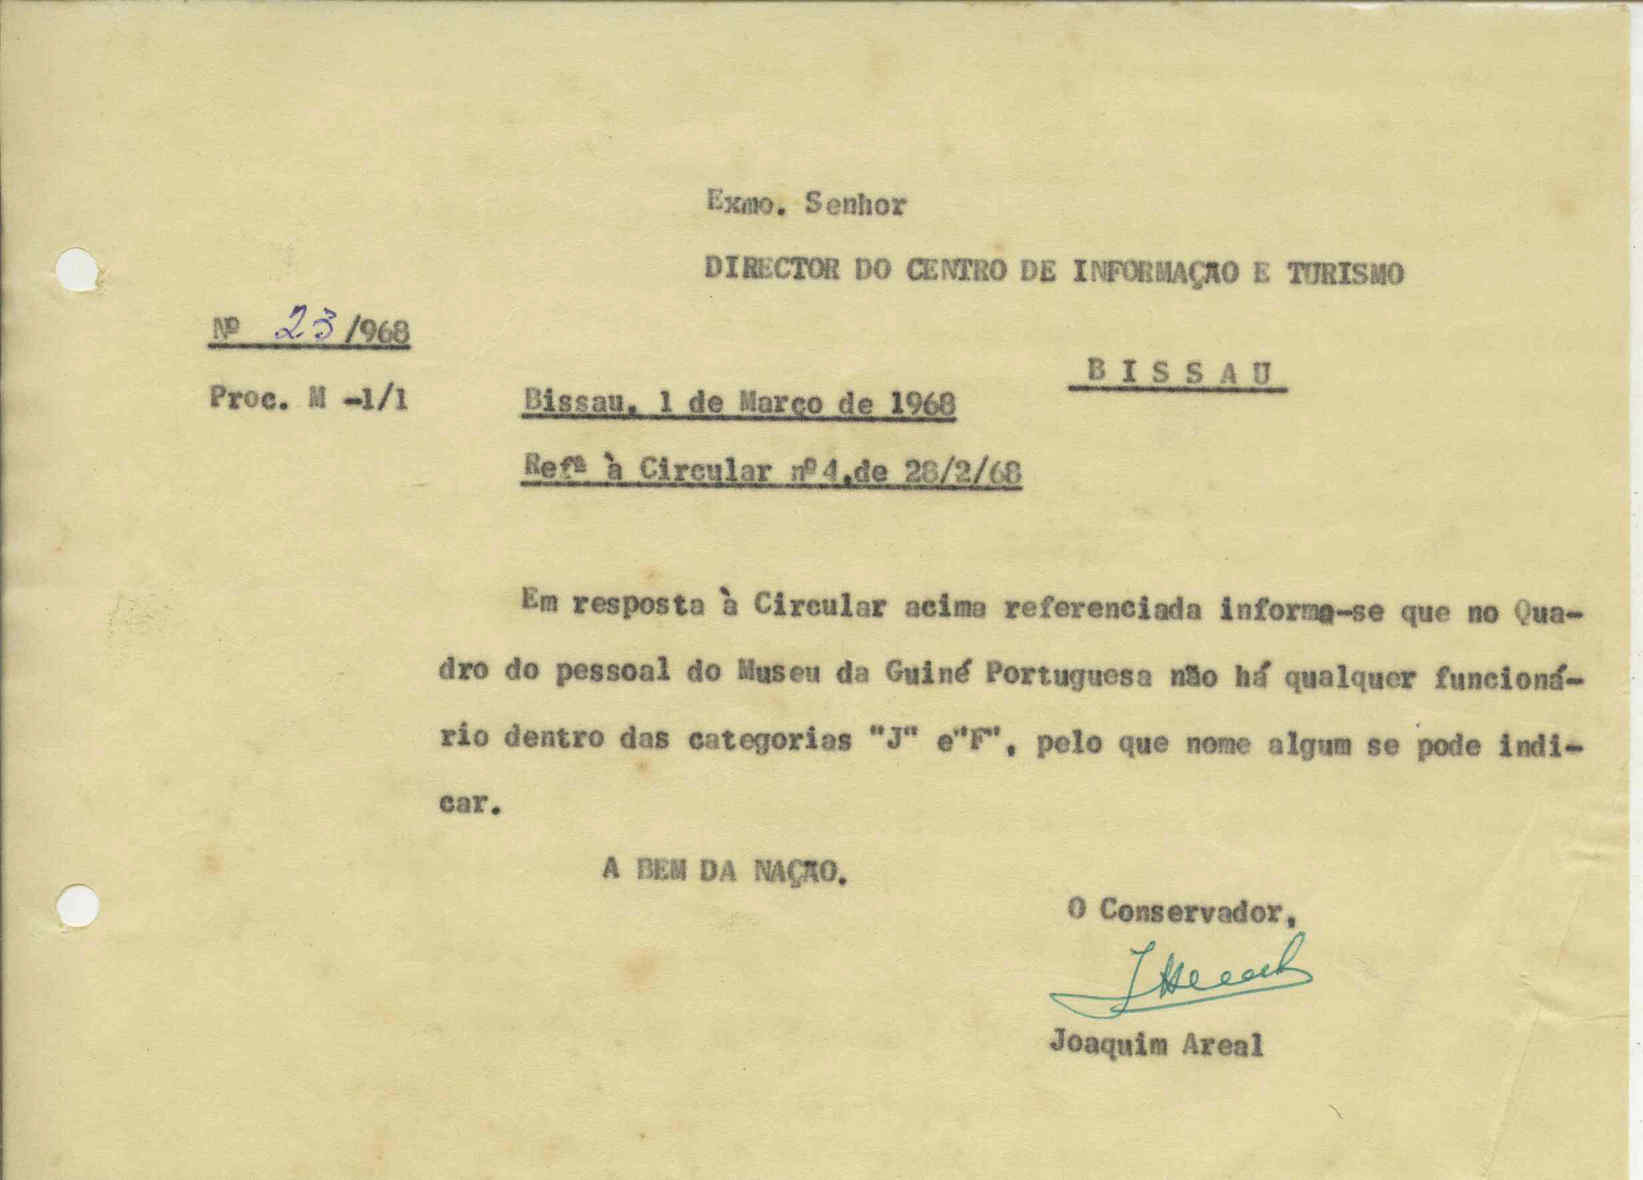 Exmo. Senhor
DIRECTOR DO CENTRO DE INFORMAÇÃO E TURISMO
Nº 23/968
BISSAU
Proc. M -1/1
Bissau, 1 de Março de 1968
Refª à Circular nº4,de 28/2/68
Em resposta à Circular acima referenciada informa-se que no Qua-
dro do pessoal do Museu da Guiné Portuguesa não há qualquer funcioná-
rio dentro das categorias "J" e"F", pelo que nome algum se pode indi-
car.
A BEM DA NAÇÃO.
O Conservador,
Joaquim Areal